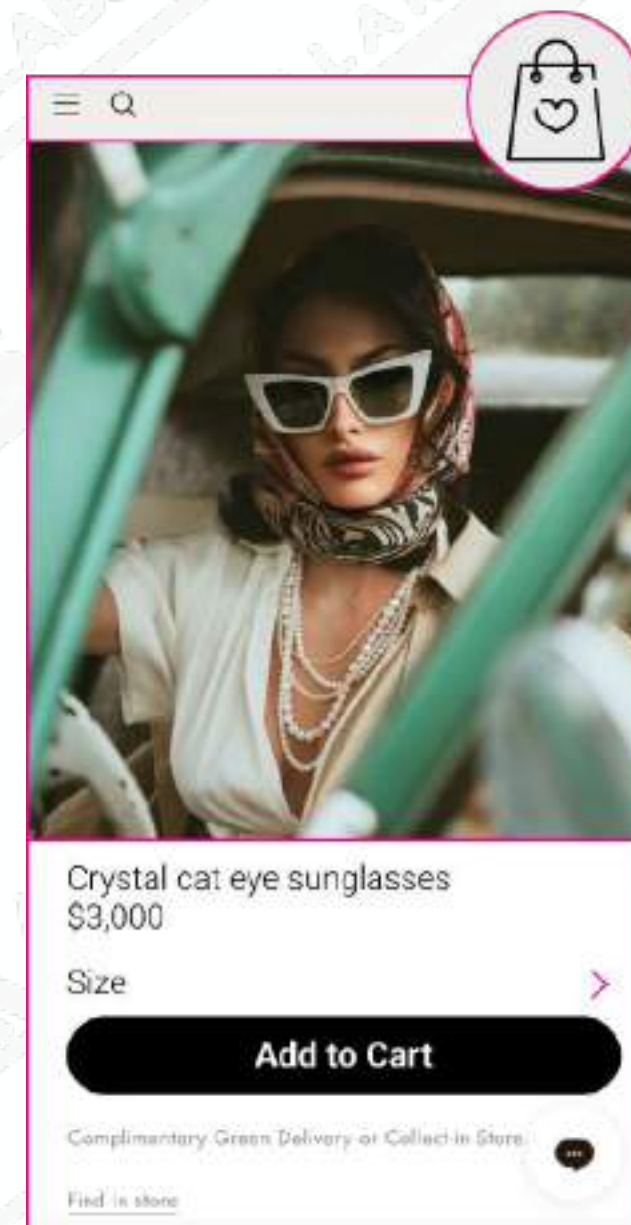 Crystal cat eye sunglasses
$3,000
Size
Add to Cart
Complimentary Green Delivery or Collect-in Store.
Find in store